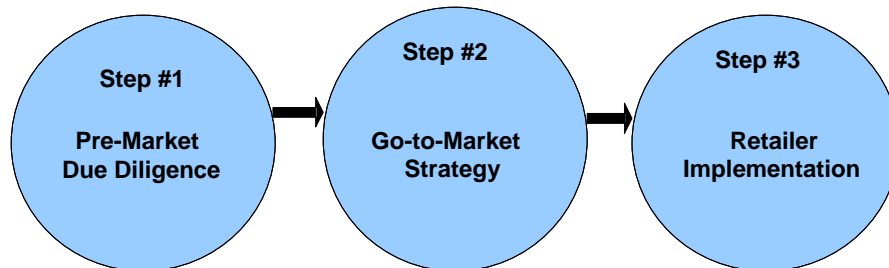 Step #1
Pre-Market
Due Diligence
Step #2
Go-to-Market
Strategy
Step #3
Retailer
Implementation